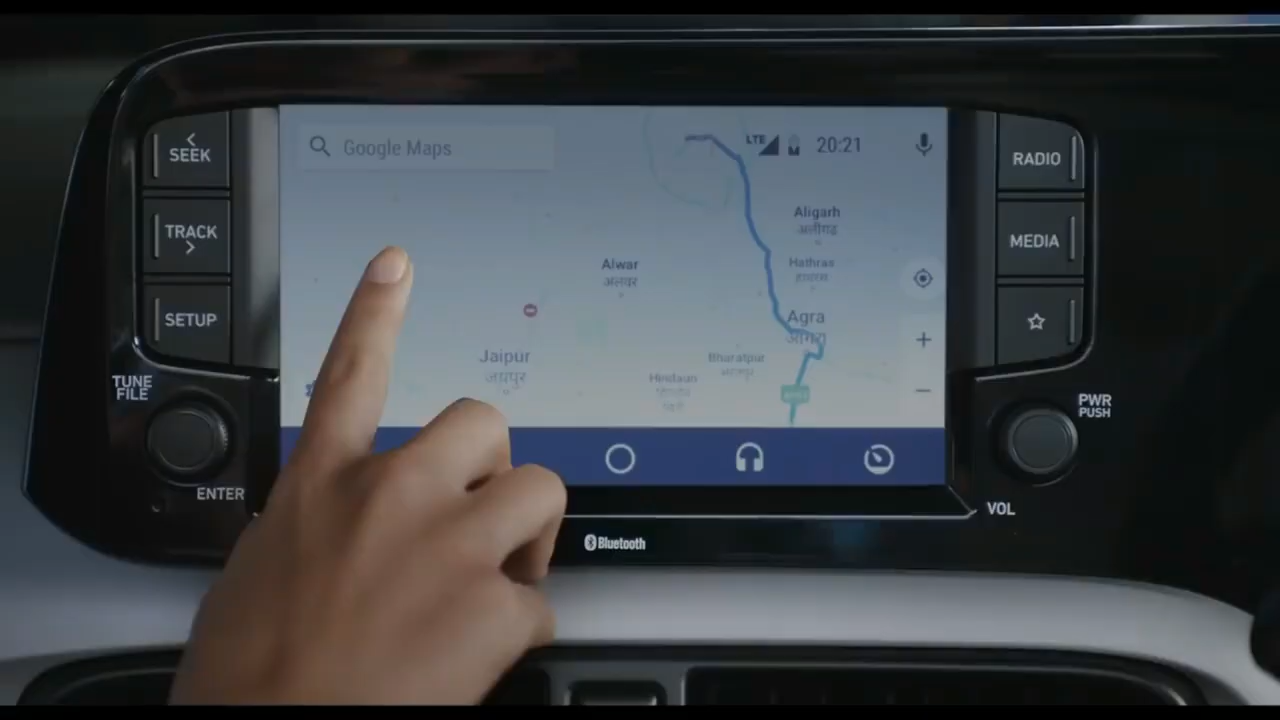 <
SEEK
TRACK
>
SETUP
TUNE
FILE
ENTER
Google Maps
LTE
20:21
Aligarh
अलीगढ़
Hathras
हाथरस
Alwar
अलवर
Agra
आगरा
Jaipur
जयपुर
Bharatpur
Hindaun
+
−
Bluetooth
RADIO
MEDIA
PWR
PUSH
VOL